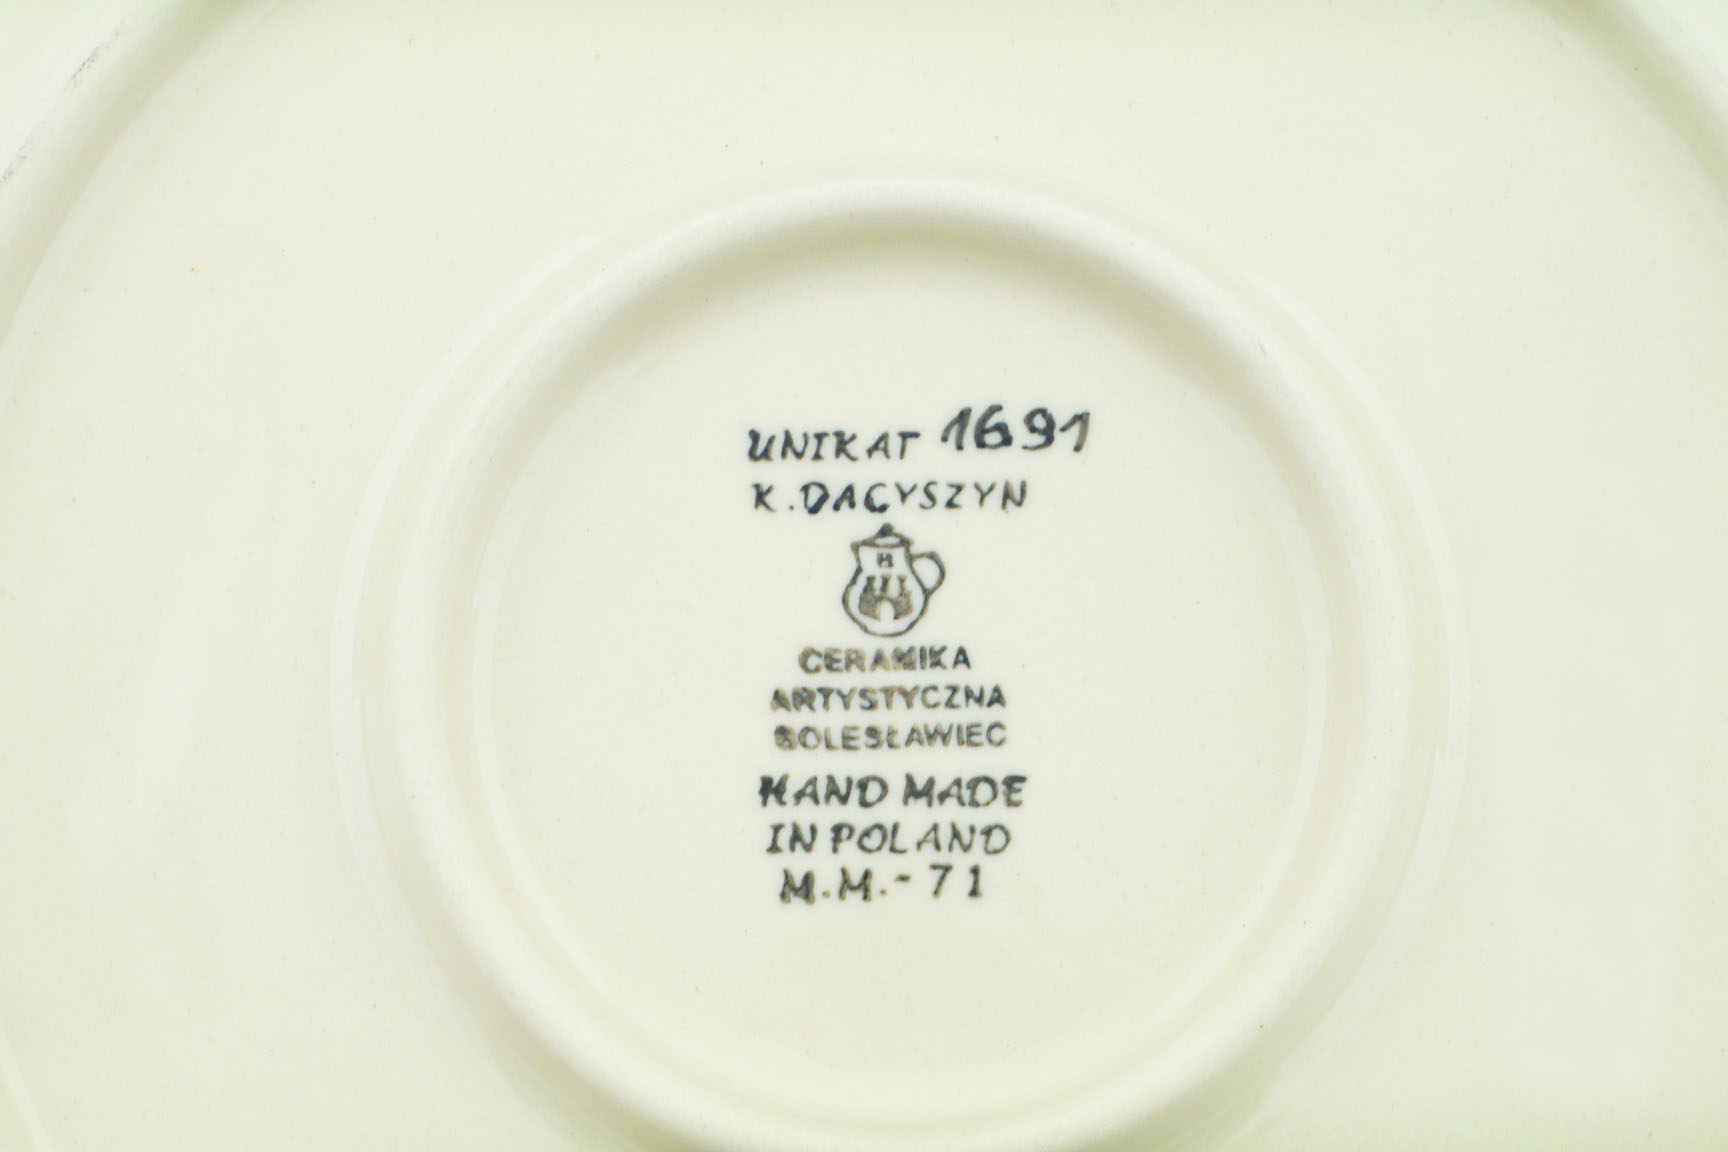 UNIKAT 1691
K. DACYSZYN
B
CERAMIKA
ARTYSTYCZNA
BOLESŁAWIEC
HAND MADE
IN POLAND
M.M.-71